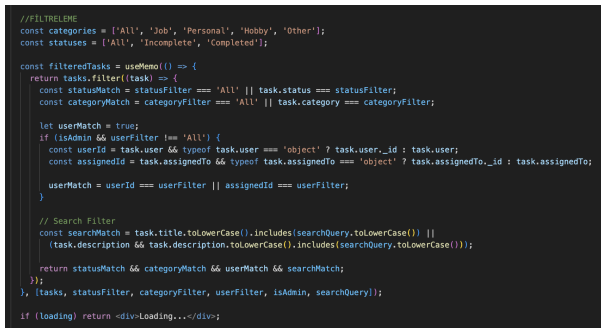 //FİLTRELEME
const categories = ['All', 'Job', 'Personal', 'Hobby', 'Other'];
const statuses = ['All', 'Incomplete', 'Completed'];
const filteredTasks = useMemo(() => {
return tasks.filter((task) => {
const statusMatch = statusFilter === 'All' || task.status === statusFilter;
const categoryMatch = categoryFilter === 'All' || task.category === categoryFilter;
let userMatch = true;
if (isAdmin && userFilter !== 'All') {
const userId = task.user && typeof task.user === 'object' ? task.user._id : task.user;
const assignedId = task.assignedTo && typeof task.assignedTo === 'object' ? task.assignedTo._id : task.assignedTo;
userMatch = userId === userFilter || assignedId === userFilter;
}
// Search Filter
const searchMatch = task.title.toLowerCase().includes(searchQuery.toLowerCase()) ||
(task.description && task.description.toLowerCase().includes(searchQuery.toLowerCase()));
return statusMatch && categoryMatch && userMatch && searchMatch;
});
}, [tasks, statusFilter, categoryFilter, userFilter, isAdmin, searchQuery]);
if (loading) return <div>Loading...</div>;